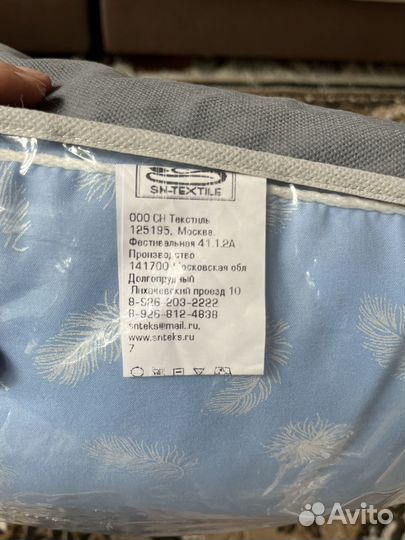 SN-TEXTILE
ООО СН Текстиль
125195, Москва
Фестивальная 41.1.2А
Производство
141700 Московская обл
Долгопрудный
Лихачевский проезд 10
8-926-203-2222
8-926-812-4838
snteks@mail.ru,
www.snteks.ru
7
Avito